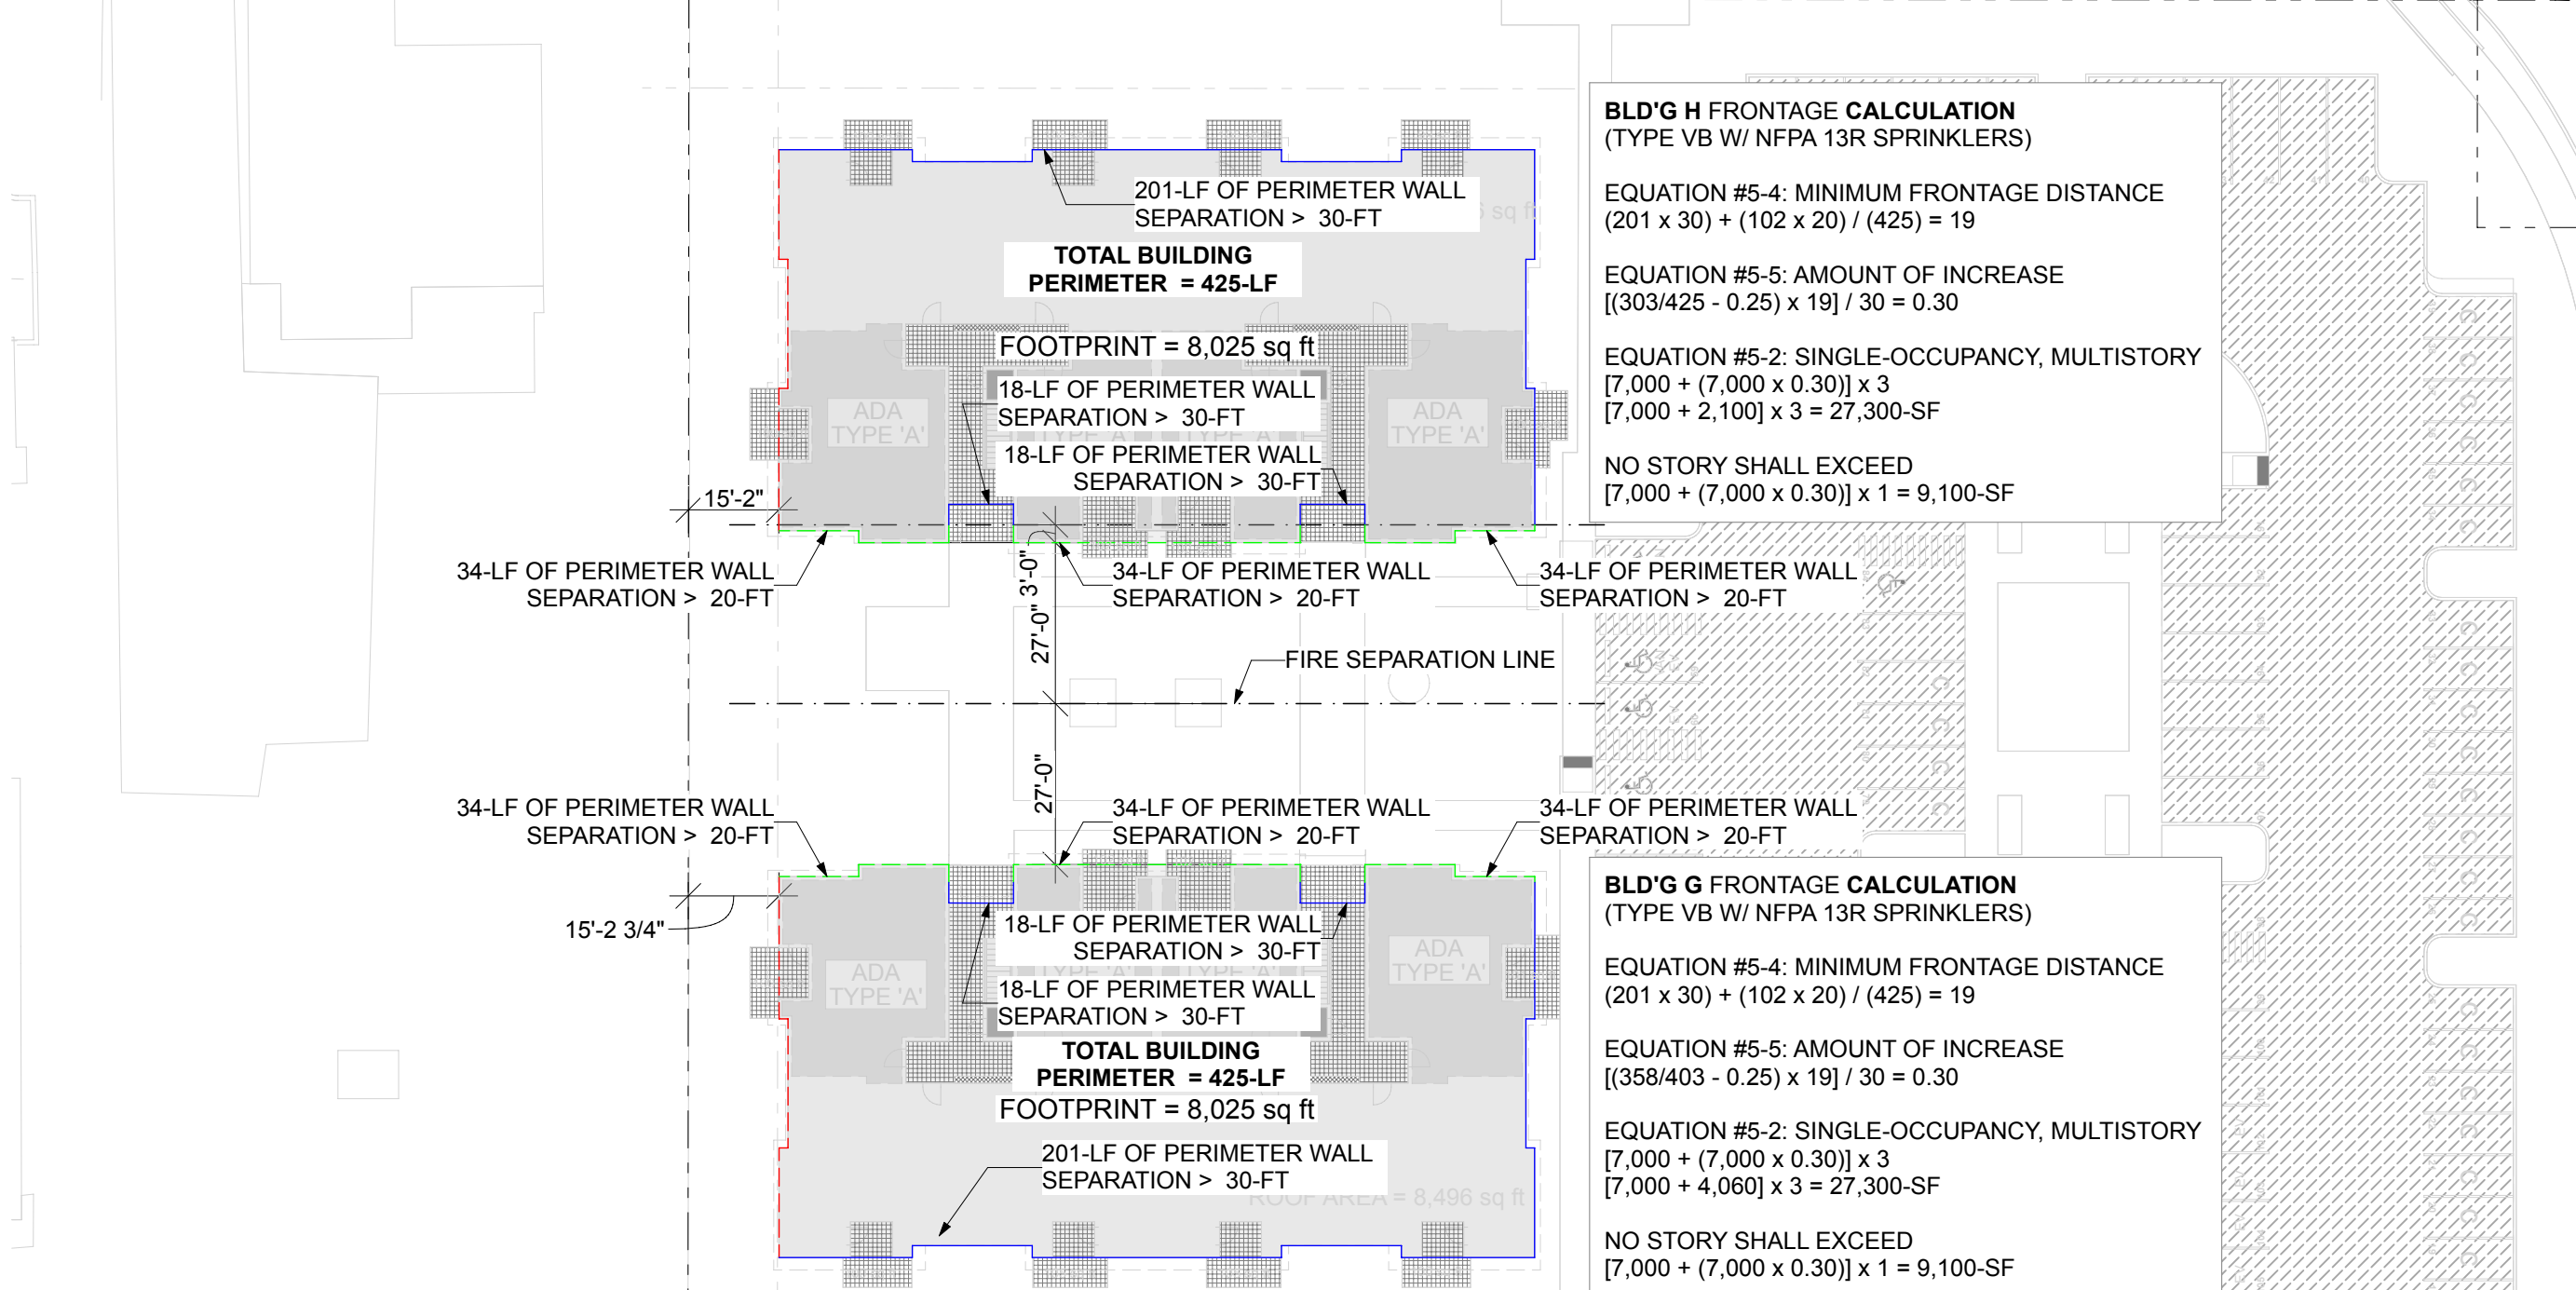 BLD'G H FRONTAGE CALCULATION
(TYPE VB W/ NFPA 13R SPRINKLERS)
EQUATION #5-4: MINIMUM FRONTAGE DISTANCE
(201 x 30) + (102 x 20) / (425) = 19
EQUATION #5-5: AMOUNT OF INCREASE
[(303/425 - 0.25) x 19] / 30 = 0.30
EQUATION #5-2: SINGLE-OCCUPANCY, MULTISTORY
[7,000 + (7,000 x 0.30)] x 3
[7,000 + 2,100] x 3 = 27,300-SF
NO STORY SHALL EXCEED
[7,000 + (7,000 x 0.30)] x 1 = 9,100-SF
201-LF OF PERIMETER WALL
SEPARATION > 30-FT
sq ft
TOTAL BUILDING
PERIMETER = 425-LF
FOOTPRINT = 8,025 sq ft
18-LF OF PERIMETER WALL
SEPARATION > 30-FT
ADA
TYPE 'A'
TYPE 'A'
TYPE 'A'
ADA
TYPE 'A'
18-LF OF PERIMETER WALL
SEPARATION > 30-FT
15'-2"
34-LF OF PERIMETER WALL
SEPARATION > 20-FT
3'-0"
27'-0"
34-LF OF PERIMETER WALL
SEPARATION > 20-FT
34-LF OF PERIMETER WALL
SEPARATION > 20-FT
FIRE SEPARATION LINE
27'-0"
34-LF OF PERIMETER WALL
SEPARATION > 20-FT
34-LF OF PERIMETER WALL
SEPARATION > 20-FT
34-LF OF PERIMETER WALL
SEPARATION > 20-FT
15'-2 3/4"
18-LF OF PERIMETER WALL
SEPARATION > 30-FT
ADA
TYPE 'A'
TYPE 'A'
TYPE 'A'
ADA
TYPE 'A'
18-LF OF PERIMETER WALL
SEPARATION > 30-FT
TOTAL BUILDING
PERIMETER = 425-LF
FOOTPRINT = 8,025 sq ft
201-LF OF PERIMETER WALL
SEPARATION > 30-FT
ROOF AREA = 8,496 sq ft
BLD'G G FRONTAGE CALCULATION
(TYPE VB W/ NFPA 13R SPRINKLERS)
EQUATION #5-4: MINIMUM FRONTAGE DISTANCE
(201 x 30) + (102 x 20) / (425) = 19
EQUATION #5-5: AMOUNT OF INCREASE
[(358/403 - 0.25) x 19] / 30 = 0.30
EQUATION #5-2: SINGLE-OCCUPANCY, MULTISTORY
[7,000 + (7,000 x 0.30)] x 3
[7,000 + 4,060] x 3 = 27,300-SF
NO STORY SHALL EXCEED
[7,000 + (7,000 x 0.30)] x 1 = 9,100-SF